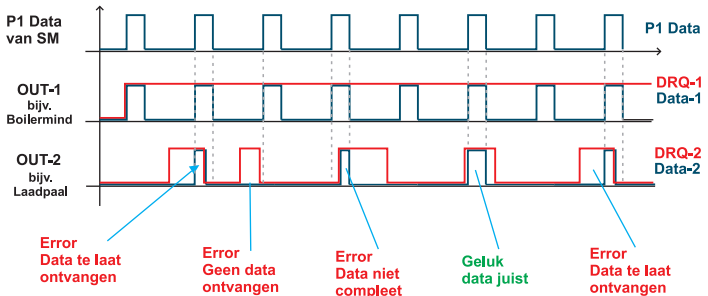 P1 Data
van SM
P1 Data
OUT-1
bijv.
Boilermind
DRQ-1
Data-1
OUT-2
bijv.
Laadpaal
DRQ-2
Data-2
Error
Data te laat
ontvangen
Error
Geen data
ontvangen
Error
Data niet
compleet
Geluk
data juist
Error
Data te laat
ontvangen